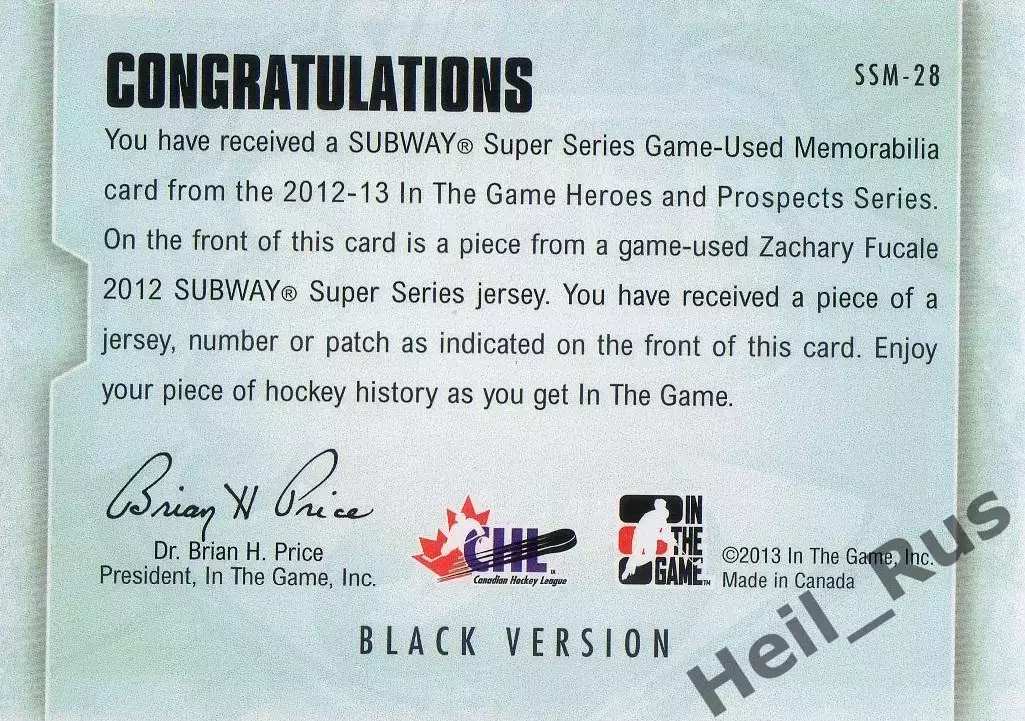 CONGRATULATIONS
SSM-28
You have received a SUBWAY® Super Series Game-Used Memorabilia
card from the 2012-13 In The Game Heroes and Prospects Series.
On the front of this card is a piece from a game-used Zachary Fucale
2012 SUBWAY® Super Series jersey. You have received a piece of a
jersey, number or patch as indicated on the front of this card. Enjoy
your piece of hockey history as you get In The Game.
Brian H Price
Dr. Brian H. Price
President, In The Game, Inc.
CHL
Canadian Hockey League
IN
THE
GAME™
©2013 In The Game, Inc.
Made in Canada
BLACK VERSION
Heil_Rus